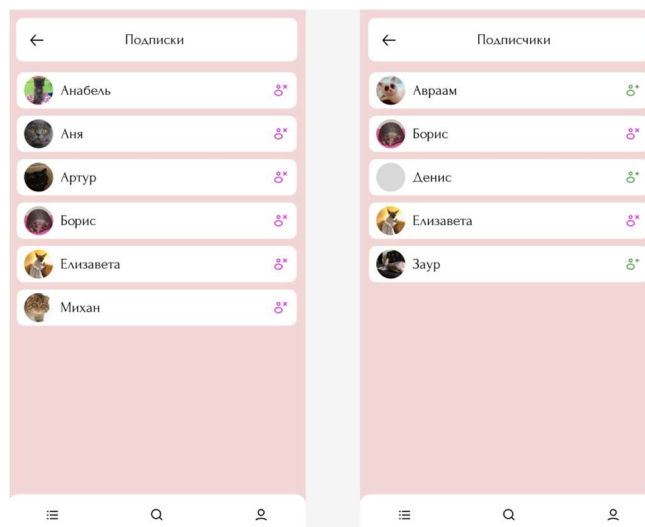 Подписки
Анабель
Аня
Артур
Борис
Елизавета
Михан
Подписчики
Авраам
Борис
Денис
Елизавета
Заур